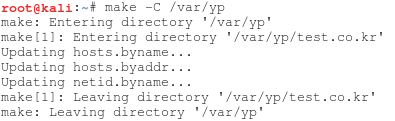 root@kali:~# make -C /var/yp
make: Entering directory '/var/yp'
make[1]: Entering directory '/var/yp/test.co.kr'
Updating hosts.byname...
Updating hosts.byaddr...
Updating netid.byname...
make[1]: Leaving directory '/var/yp/test.co.kr'
make: Leaving directory '/var/yp'